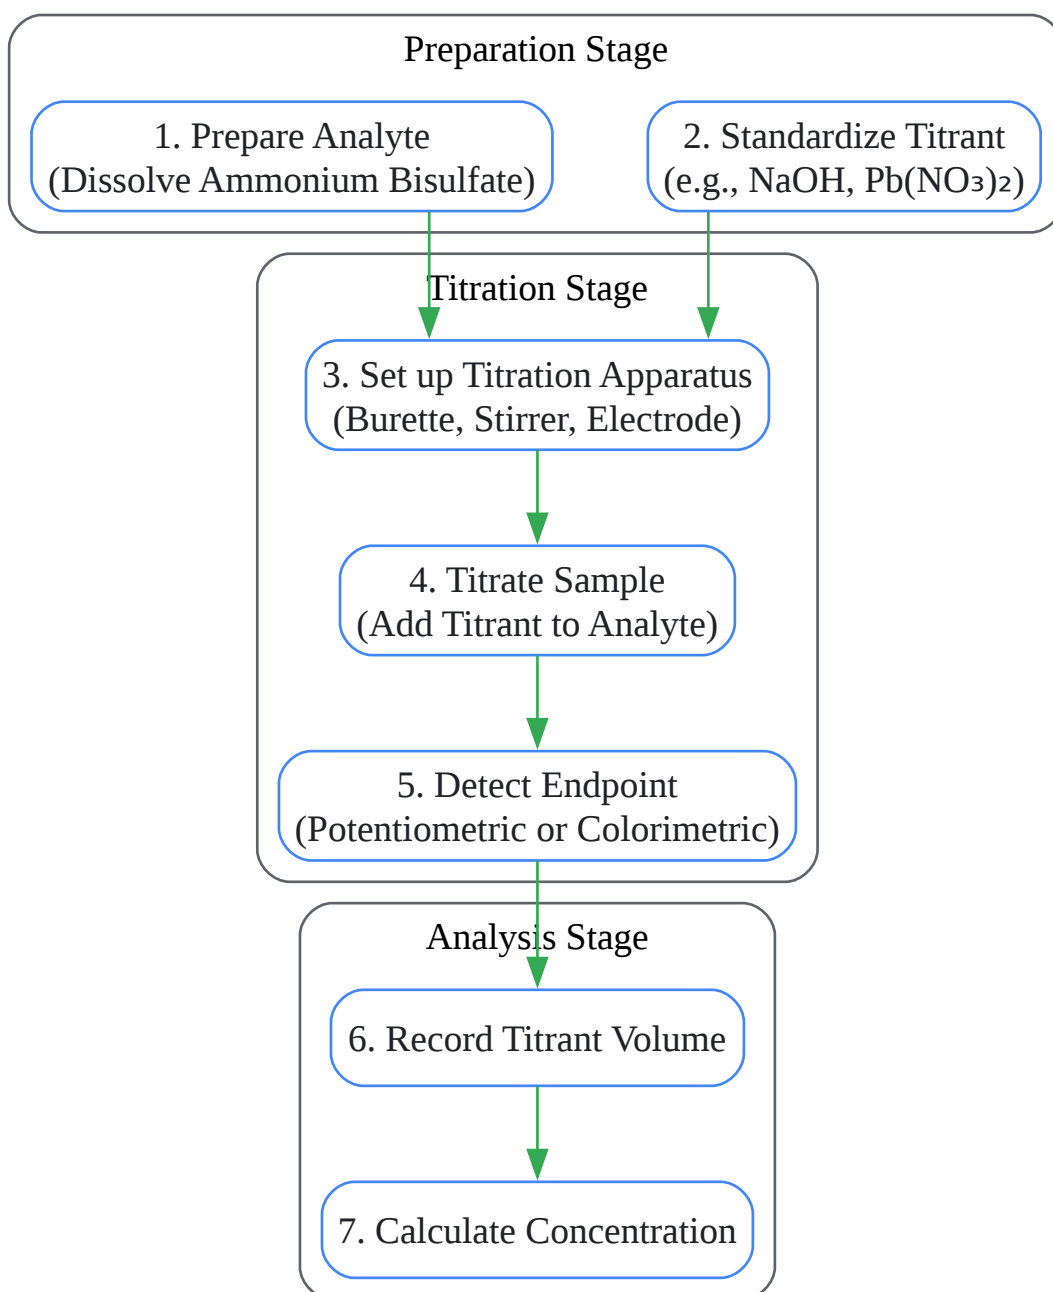 Preparation Stage
1. Prepare Analyte
(Dissolve Ammonium Bisulfate)
2. Standardize Titrant
(e.g., NaOH, Pb(NO₃)₂)
Titration Stage
3. Set up Titration Apparatus
(Burette, Stirrer, Electrode)
4. Titrate Sample
(Add Titrant to Analyte)
5. Detect Endpoint
(Potentiometric or Colorimetric)
Analysis Stage
6. Record Titrant Volume
7. Calculate Concentration